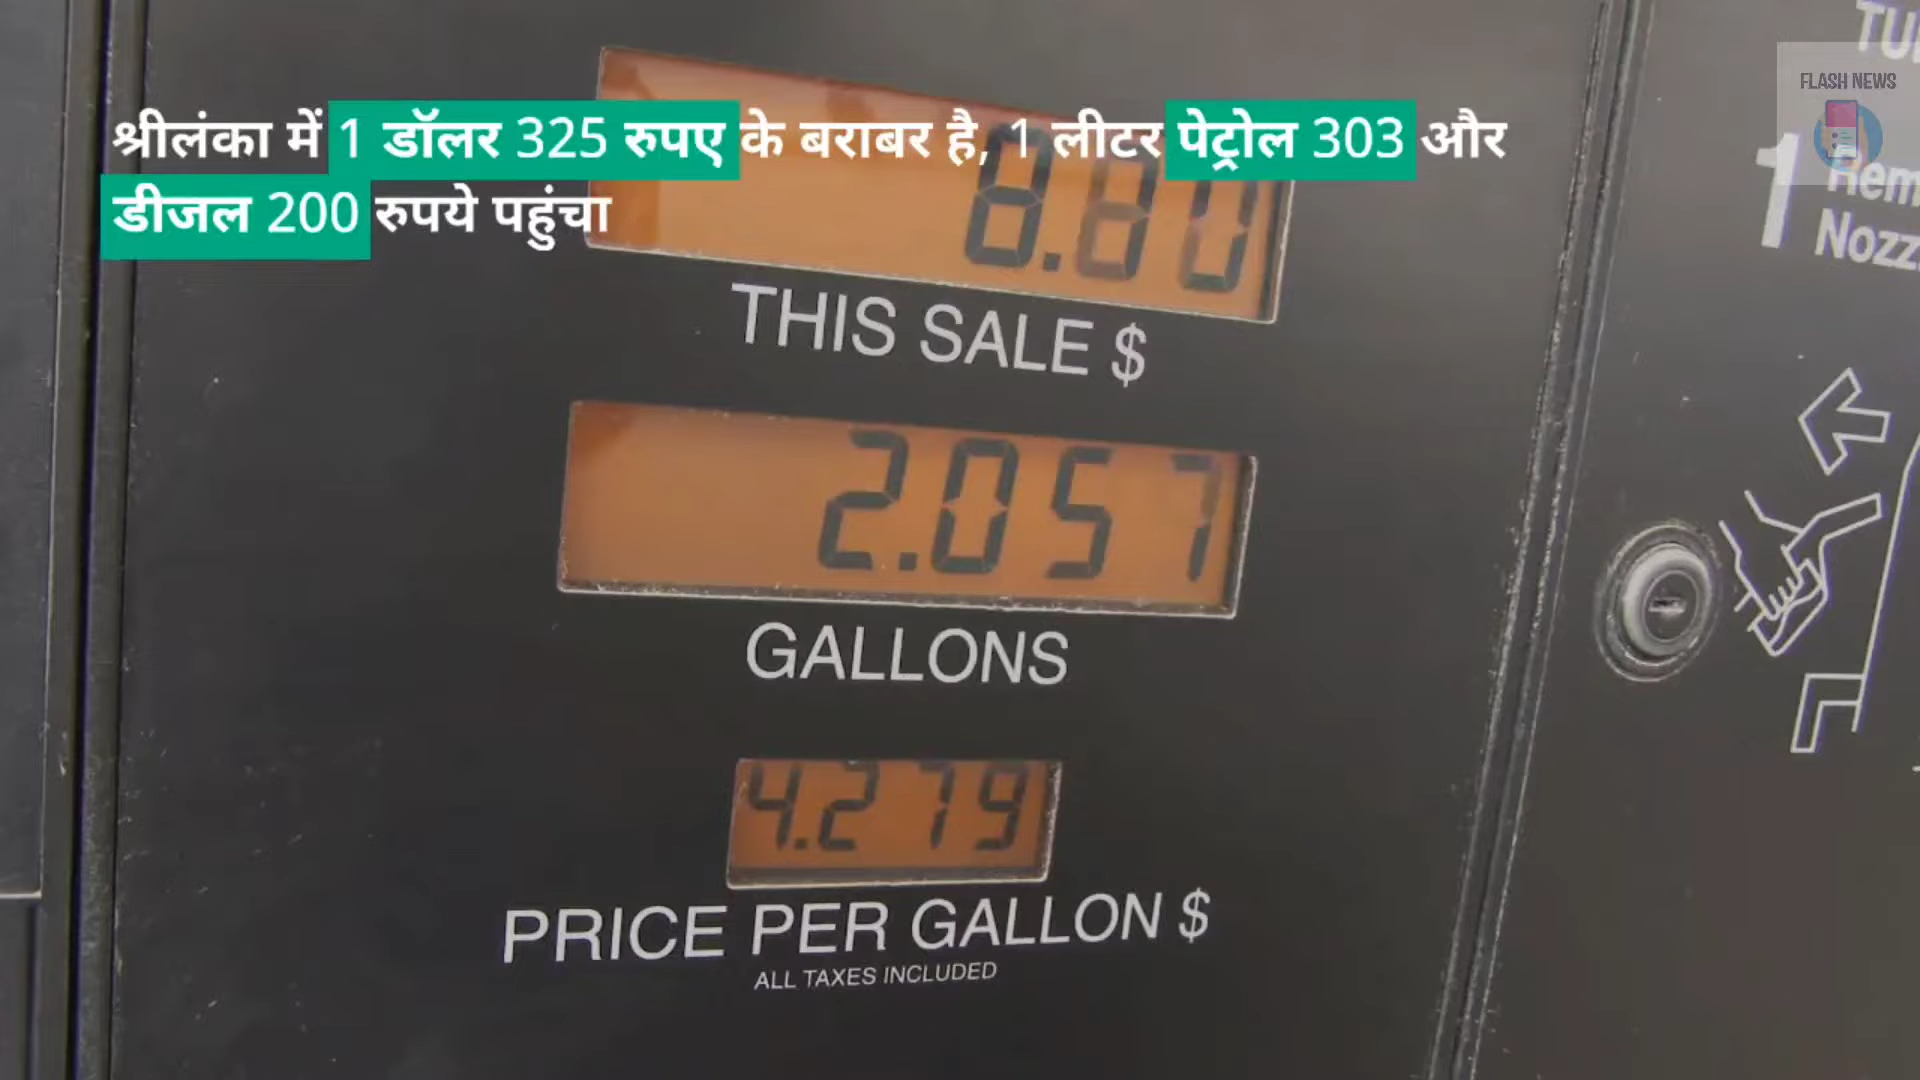 श्रीलंका में 1 डॉलर 325 रुपए के बराबर है, 1 लीटर पेट्रोल 303 और
डीजल 200 रुपये पहुंचा
FLASH NEWS
8.80
THIS SALE $
2.057
GALLONS
4.279
PRICE PER GALLON $
ALL TAXES INCLUDED
1